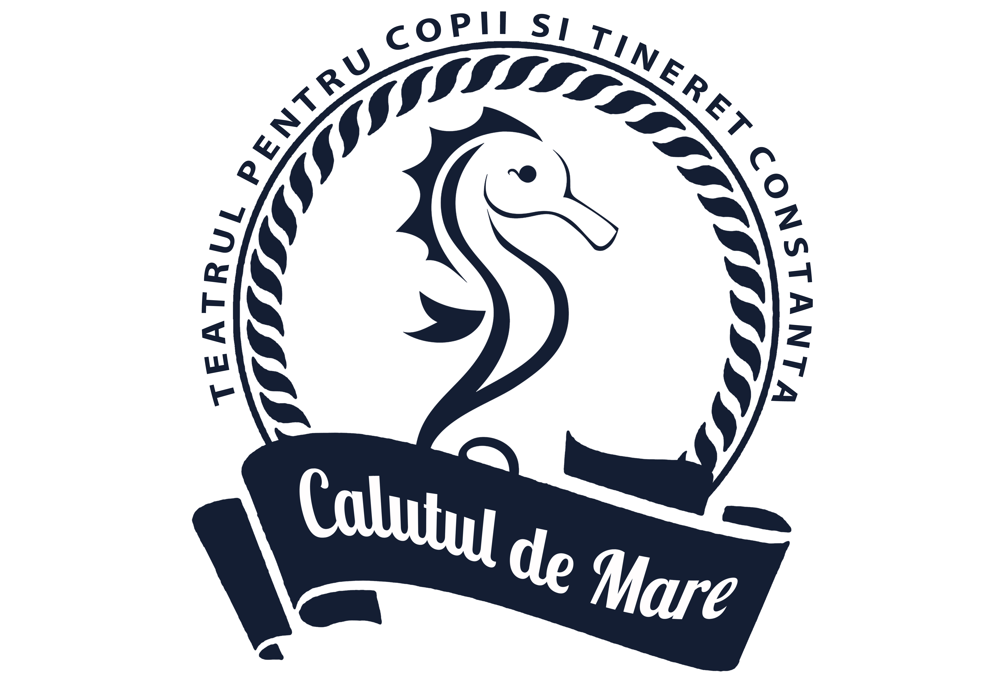 TEATRUL PENTRU COPII SI TINERET CONSTANTA
Calutul de Mare